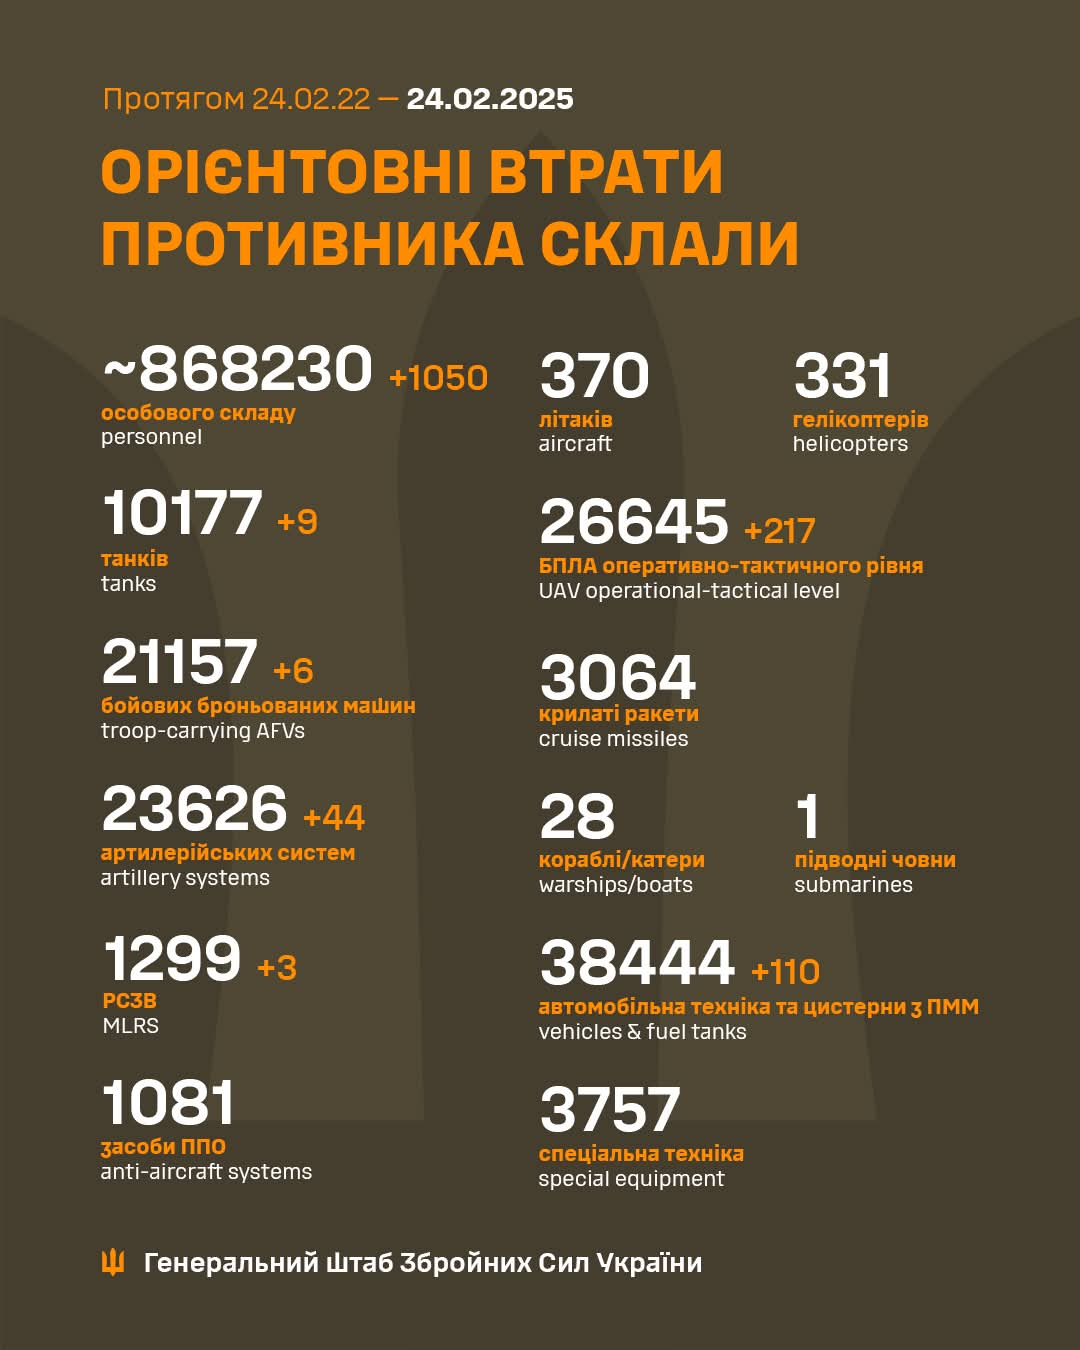 Протягом 24.02.22 — 24.02.2025
ОРІЄНТОВНІ ВТРАТИ
ПРОТИВНИКА СКЛАЛИ
~868230 +1050
особового складу
personnel
370
літаків
aircraft
331
гелікоптерів
helicopters
10177 +9
танків
tanks
26645 +217
БПЛА оперативно-тактичного рівня
UAV operational-tactical level
21157 +6
бойових броньованих машин
troop-carrying AFVs
3064
крилаті ракети
cruise missiles
23626 +44
артилерійських систем
artillery systems
28
кораблі/катери
warships/boats
1
підводні човни
submarines
1299 +3
РСЗВ
MLRS
38444 +110
автомобільна техніка та цистерни з ПММ
vehicles & fuel tanks
1081
засоби ППО
anti-aircraft systems
3757
спеціальна техніка
special equipment
Генеральний Штаб Збройних Сил України